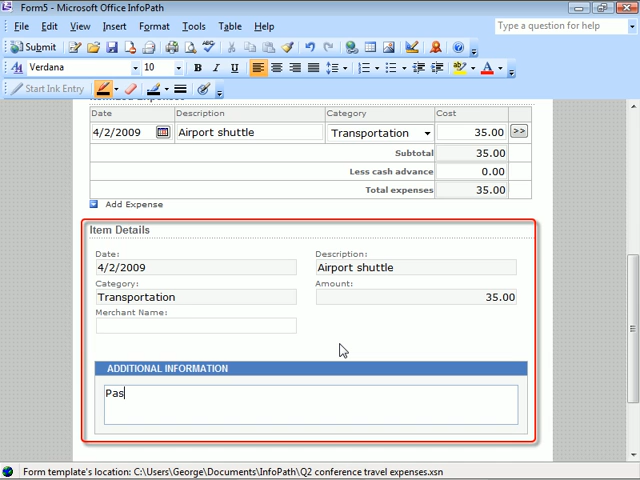 Form5 - Microsoft Office InfoPath
File Edit View Insert Format Tools Table Help
Type a question for help
Submit
Verdana 10 B I U
Start Ink Entry
Itemized Expenses
Date Description Category Cost
4/2/2009 Airport shuttle Transportation 35.00 >>
Subtotal 35.00
Less cash advance 0.00
Total expenses 35.00
Add Expense
Item Details
Date: Description:
4/2/2009 Airport shuttle
Category: Amount:
Transportation 35.00
Merchant Name:
ADDITIONAL INFORMATION
Pas
Form template's location: C:\Users\George\Documents\InfoPath\Q2 conference travel expenses.xsn